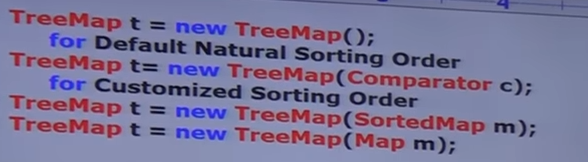 TreeMap t = new TreeMap();
for Default Natural Sorting Order
TreeMap t= new TreeMap(Comparator c);
for Customized Sorting Order
TreeMap t = new TreeMap(SortedMap m);
TreeMap t = new TreeMap(Map m);